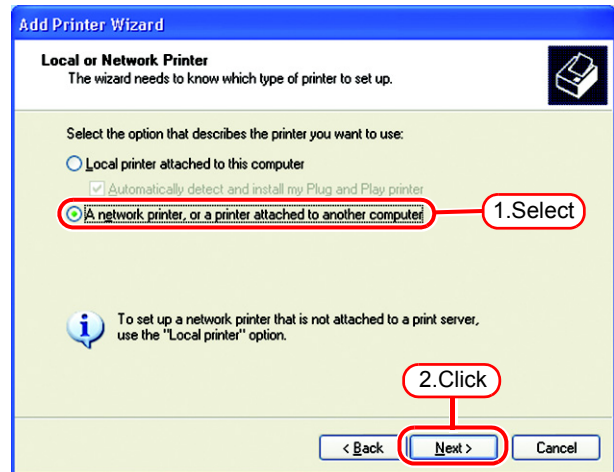 Add Printer Wizard
Local or Network Printer
The wizard needs to know which type of printer to set up.
Select the option that describes the printer you want to use:
Local printer attached to this computer
Automatically detect and install my Plug and Play printer
A network printer, or a printer attached to another computer
1.Select
To set up a network printer that is not attached to a print server,
use the "Local printer" option.
2.Click
< Back
Next >
Cancel